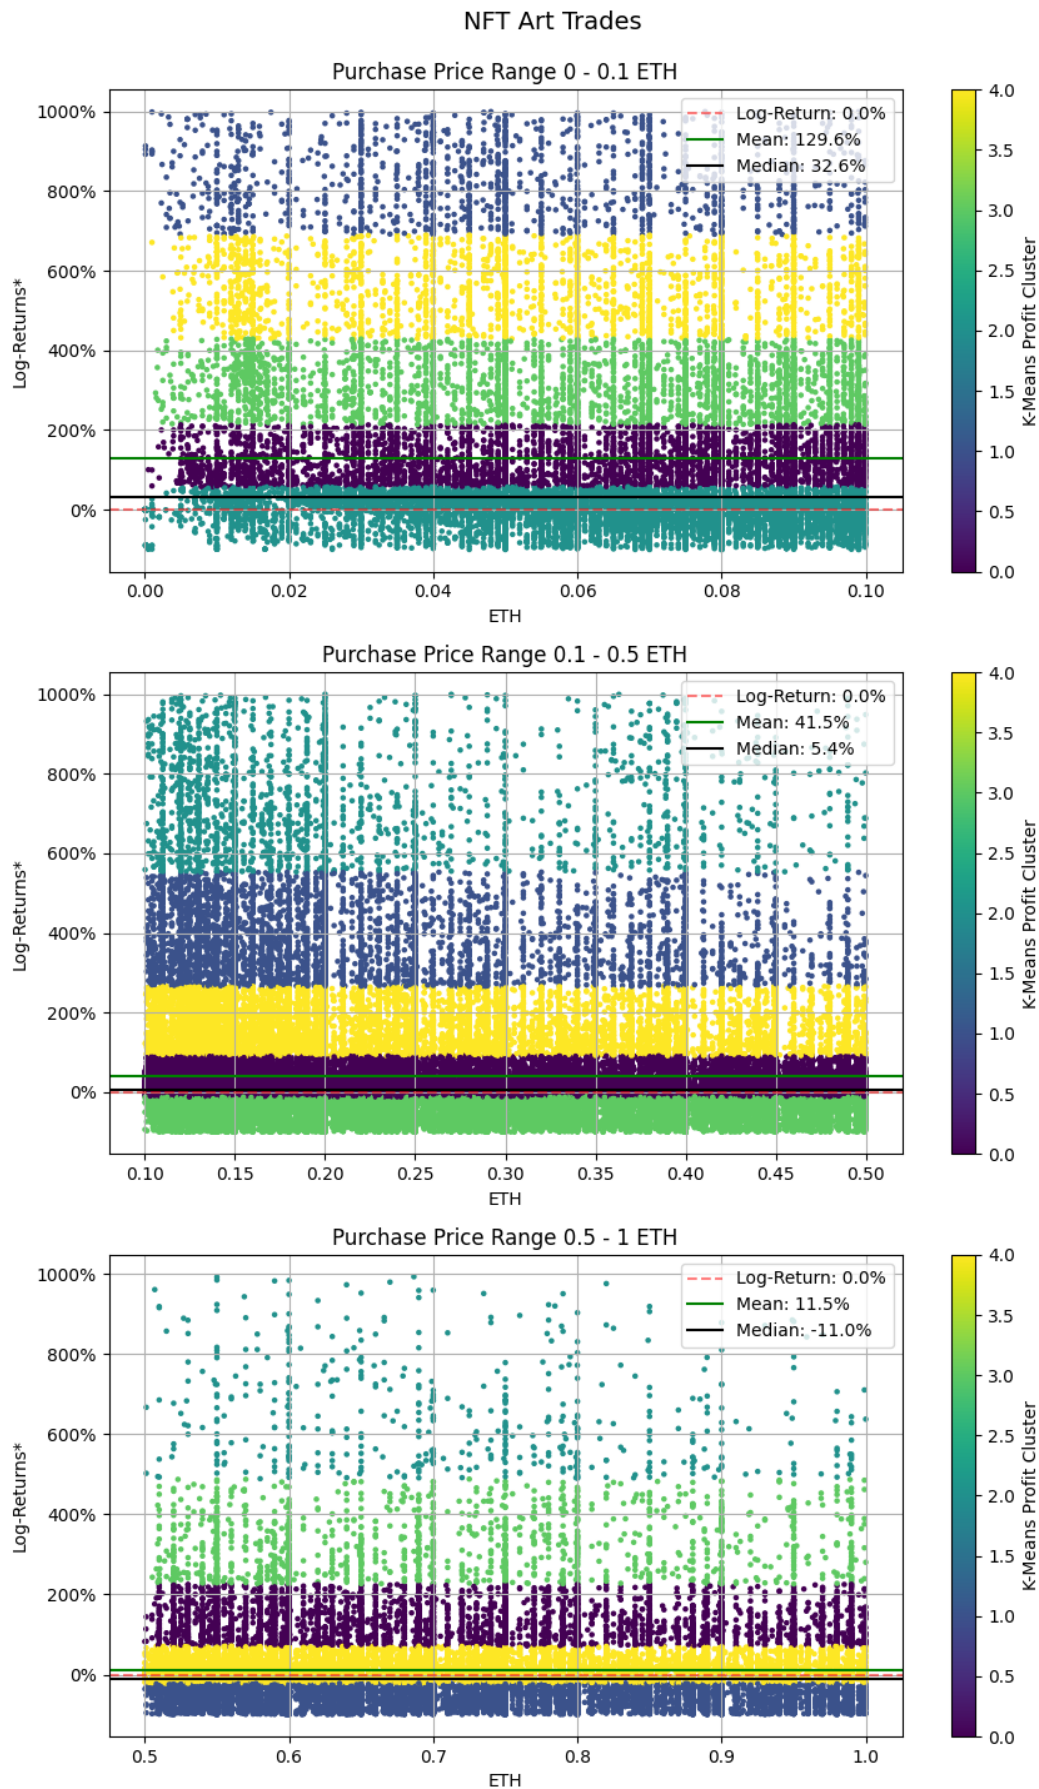 NFT Art Trades
Purchase Price Range 0 - 0.1 ETH
Log-Returns*
1000%
800%
600%
400%
200%
0%
Log-Return: 0.0%
Mean: 129.6%
Median: 32.6%
0.00 0.02 0.04 0.06 0.08 0.10
ETH
4.0
3.5
3.0
2.5
2.0
1.5
1.0
0.5
0.0
K-Means Profit Cluster
Purchase Price Range 0.1 - 0.5 ETH
Log-Returns*
1000%
800%
600%
400%
200%
0%
Log-Return: 0.0%
Mean: 41.5%
Median: 5.4%
0.10 0.15 0.20 0.25 0.30 0.35 0.40 0.45 0.50
ETH
4.0
3.5
3.0
2.5
2.0
1.5
1.0
0.5
0.0
K-Means Profit Cluster
Purchase Price Range 0.5 - 1 ETH
Log-Returns*
1000%
800%
600%
400%
200%
0%
Log-Return: 0.0%
Mean: 11.5%
Median: -11.0%
0.5 0.6 0.7 0.8 0.9 1.0
ETH
4.0
3.5
3.0
2.5
2.0
1.5
1.0
0.5
0.0
K-Means Profit Cluster